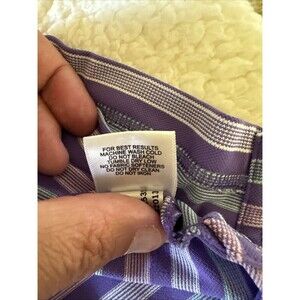 FOR BEST RESULTS
MACHINE WASH COLD
DO NOT BLEACH
TUMBLE DRY LOW
NO FABRIC SOFTENERS
DO NOT DRY CLEAN
DO NOT IRON